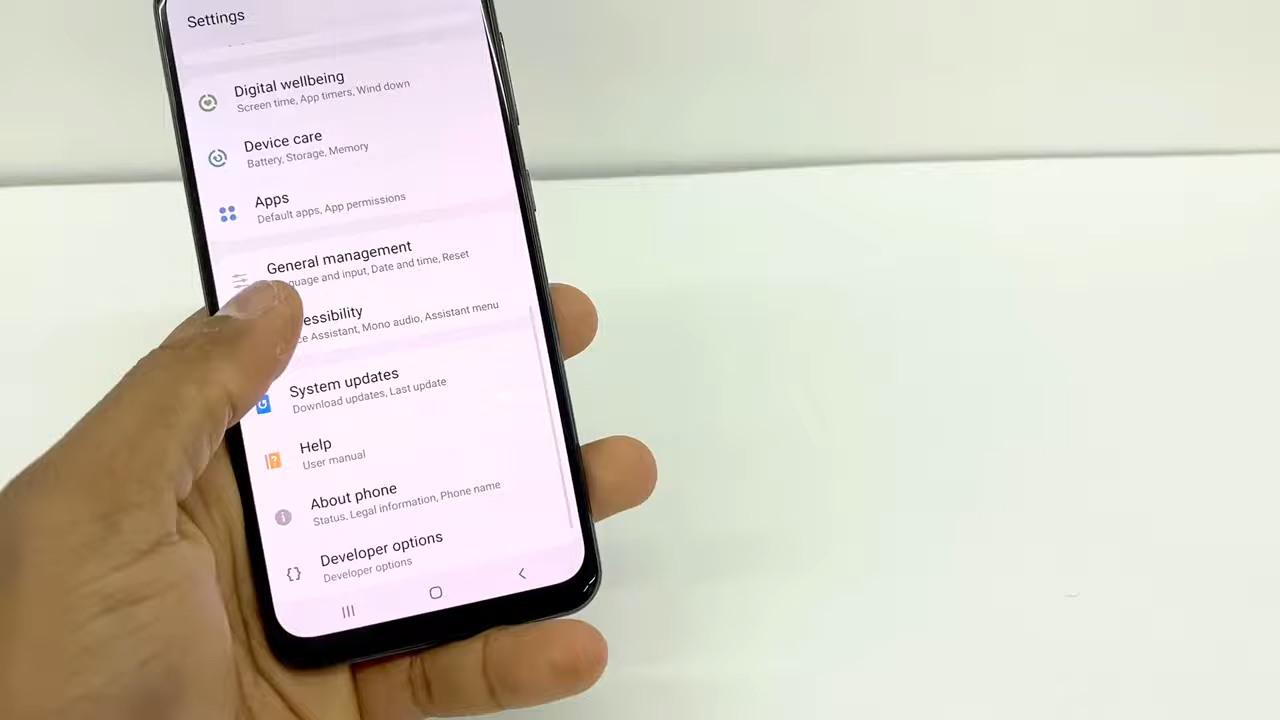 Settings
Digital wellbeing
Screen time, App timers, Wind down
Device care
Battery, Storage, Memory
Apps
Default apps, App permissions
General management
guage and input, Date and time, Reset
essibility
ce Assistant, Mono audio, Assistant menu
System updates
Download updates, Last update
Help
User manual
About phone
Status, Legal information, Phone name
Developer options
Developer options